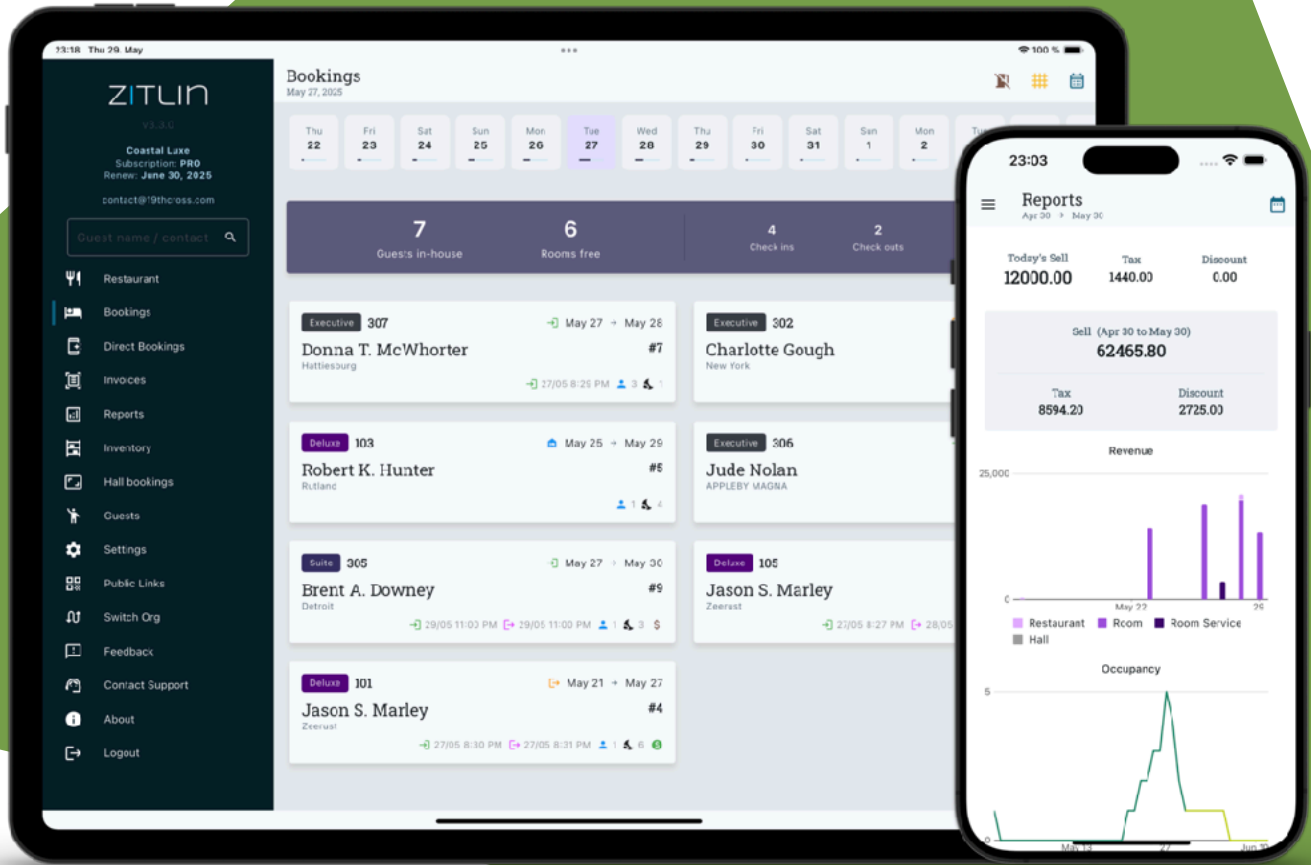 23:18 Thu 29. May
100 %
ZITLIN
v3.3.0
Coastal Luxe
Subscription: PRO
Renew: June 30, 2025
contact@19thcross.com
Guest name / contact
Restaurant
Bookings
Direct Bookings
Invoces
Reports
Inventory
Hall bookings
Guests
Settings
Public Links
Switch Org
Feedback
Contact Support
About
Logout
Bookings
May 27, 2025
Thu Fri Sat Sun Mon Tue Wed Thu Fri Sat Sun Mon Tue
22 23 24 25 26 27 28 29 30 31 1 2
7 6 4 2
Guests in-house Rooms free Check ins Check outs
Executive 307 May 27 → May 28
Donna T. McWhorter #7
Hattiesburg
27/05 8:25 PM 3 1
Executive 302
Charlotte Gough
New York
Deluxe 103 May 25 → May 29
Robert K. Hunter #5
Rutland
1 4
Executive 306
Jude Nolan
APPLEBY MAGNA
Suite 305 May 27 → May 30
Brent A. Downey #9
Detroit
29/05 11:00 PM 29/05 11:00 PM 1 3 $
Deluxe 105
Jason S. Marley
Zeerust
27/05 8:27 PM 28/05
Deluxe 101 May 21 → May 27
Jason S. Marley #4
Zeerust
27/05 8:30 PM 27/05 8:31 PM 1 6
23:03
Reports
Apr 30 > May 30
Today's Sell Tax Discount
12000.00 1440.00 0.00
Sell (Apr 30 to May 30)
62465.80
Tax Discount
8594.20 2725.00
Revenue
25,000
0
May 22 29
Restaurant Room Room Service
Hall
Occupancy
5
0
May 13 27